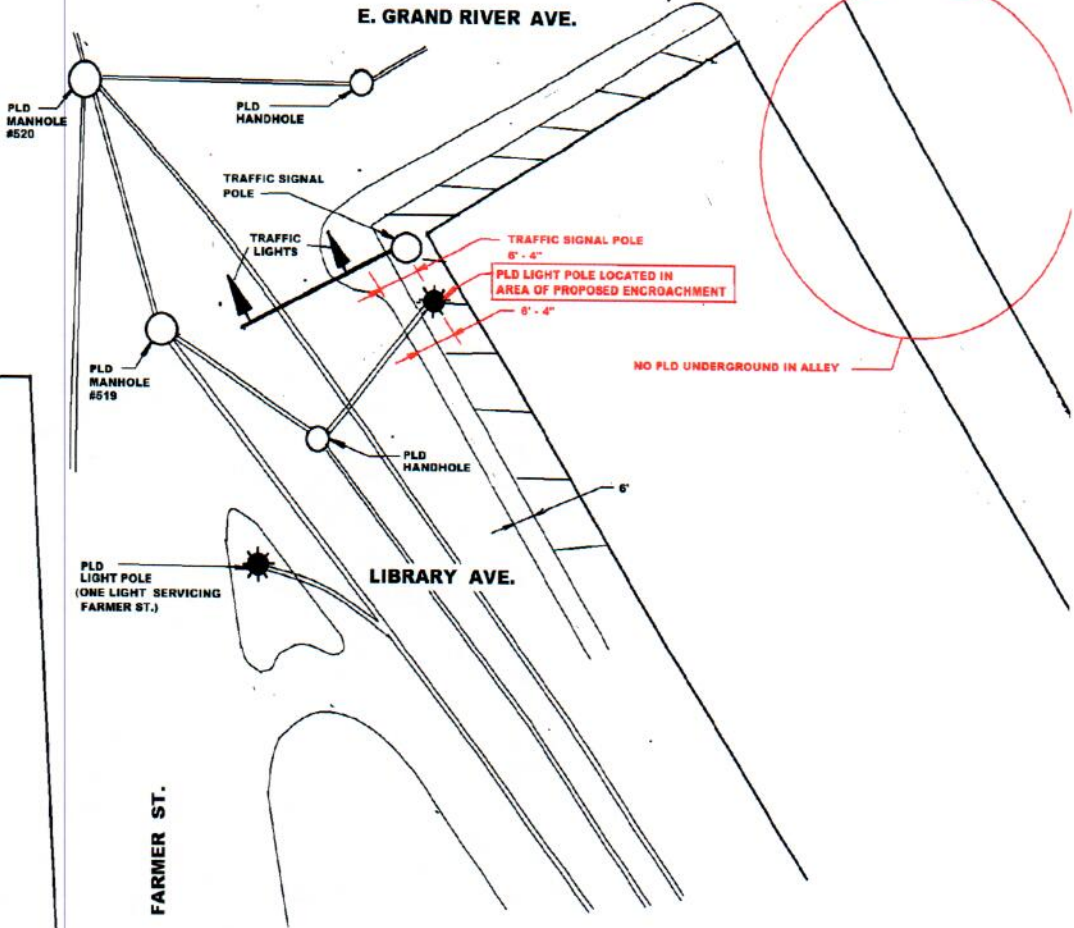 E. GRAND RIVER AVE.
PLD
MANHOLE
#520
PLD
HANDHOLE
TRAFFIC SIGNAL
POLE
TRAFFIC
LIGHTS
TRAFFIC SIGNAL POLE
6' - 4"
PLD LIGHT POLE LOCATED IN
AREA OF PROPOSED ENCROACHMENT
6' - 4"
NO PLD UNDERGROUND IN ALLEY
PLD
MANHOLE
#519
PLD
HANDHOLE
6'
PLD
LIGHT POLE
(ONE LIGHT SERVICING
FARMER ST.)
LIBRARY AVE.
FARMER ST.